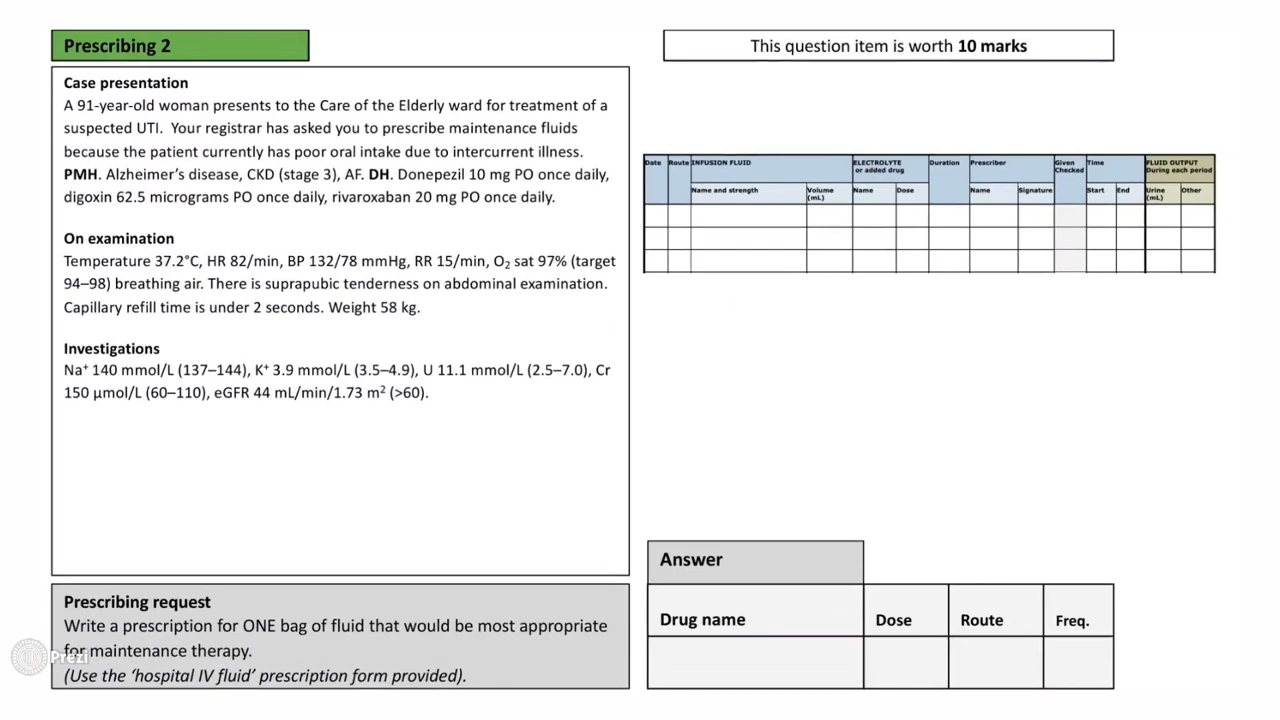 Prescribing 2
This question item is worth 10 marks
Case presentation
A 91-year-old woman presents to the Care of the Elderly ward for treatment of a
suspected UTI. Your registrar has asked you to prescribe maintenance fluids
because the patient currently has poor oral intake due to intercurrent illness.
PMH. Alzheimer's disease, CKD (stage 3), AF. DH. Donepezil 10 mg PO once daily,
digoxin 62.5 micrograms PO once daily, rivaroxaban 20 mg PO once daily.
On examination
Temperature 37.2°C, HR 82/min, BP 132/78 mmHg, RR 15/min, O₂ sat 97% (target
94–98) breathing air. There is suprapubic tenderness on abdominal examination.
Capillary refill time is under 2 seconds. Weight 58 kg.
Investigations
Na⁺ 140 mmol/L (137–144), K⁺ 3.9 mmol/L (3.5–4.9), U 11.1 mmol/L (2.5–7.0), Cr
150 µmol/L (60–110), eGFR 44 mL/min/1.73 m² (>60).
Prescribing request
Write a prescription for ONE bag of fluid that would be most appropriate
for maintenance therapy.
(Use the 'hospital IV fluid' prescription form provided).
Prezi
Date Route INFUSION FLUID ELECTROLYTE Duration Prescriber Given Time FLUID OUTPUT
or added drug Checked During each period
Name and strength Volume Name Dose Name Signature Start End Urine Other
(mL) (mL)
Answer
Drug name Dose Route Freq.